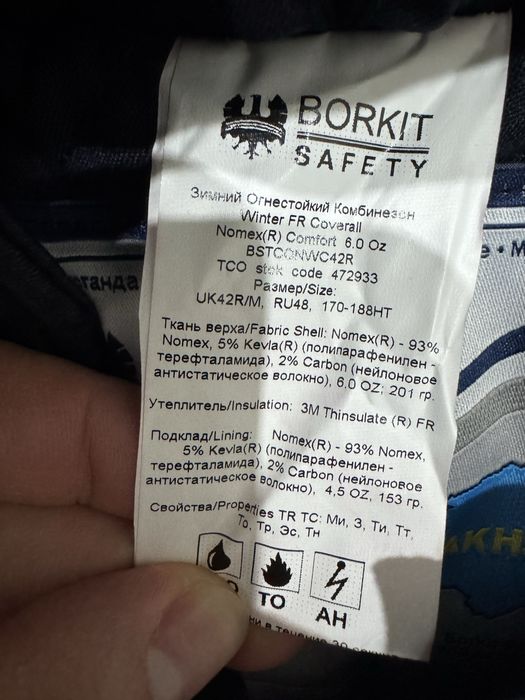 BORKIT
SAFETY
Зимний Огнестойкий Комбинезон
Winter FR Coverall
Nomex(R) Comfort 6.0 Oz
BSTCONWC42R
TCO stok code 472933
Размер/Size:
UK42R/M, RU48, 170-188HT
Ткань верха/Fabric Shell: Nomex(R) - 93%
Nomex, 5% Kevla(R) (полипарафенилен -
терефталамида), 2% Carbon (нейлоновое
антистатическое волокно), 6,0 OZ; 201 гр.
Утеплитель/Insulation: 3M Thinsulate (R) FR
Подклад/Lining: Nomex(R) - 93% Nomex,
5% Kevla(R) (полипарафенилен -
терефталамида), 2% Carbon (нейлоновое
антистатическое волокно), 4,5 OZ, 153 гр.
Свойства/Properties TR TC: Ми, З, Ти, Тт,
То, Тр, Эс, Тн
ТО АН
в течение